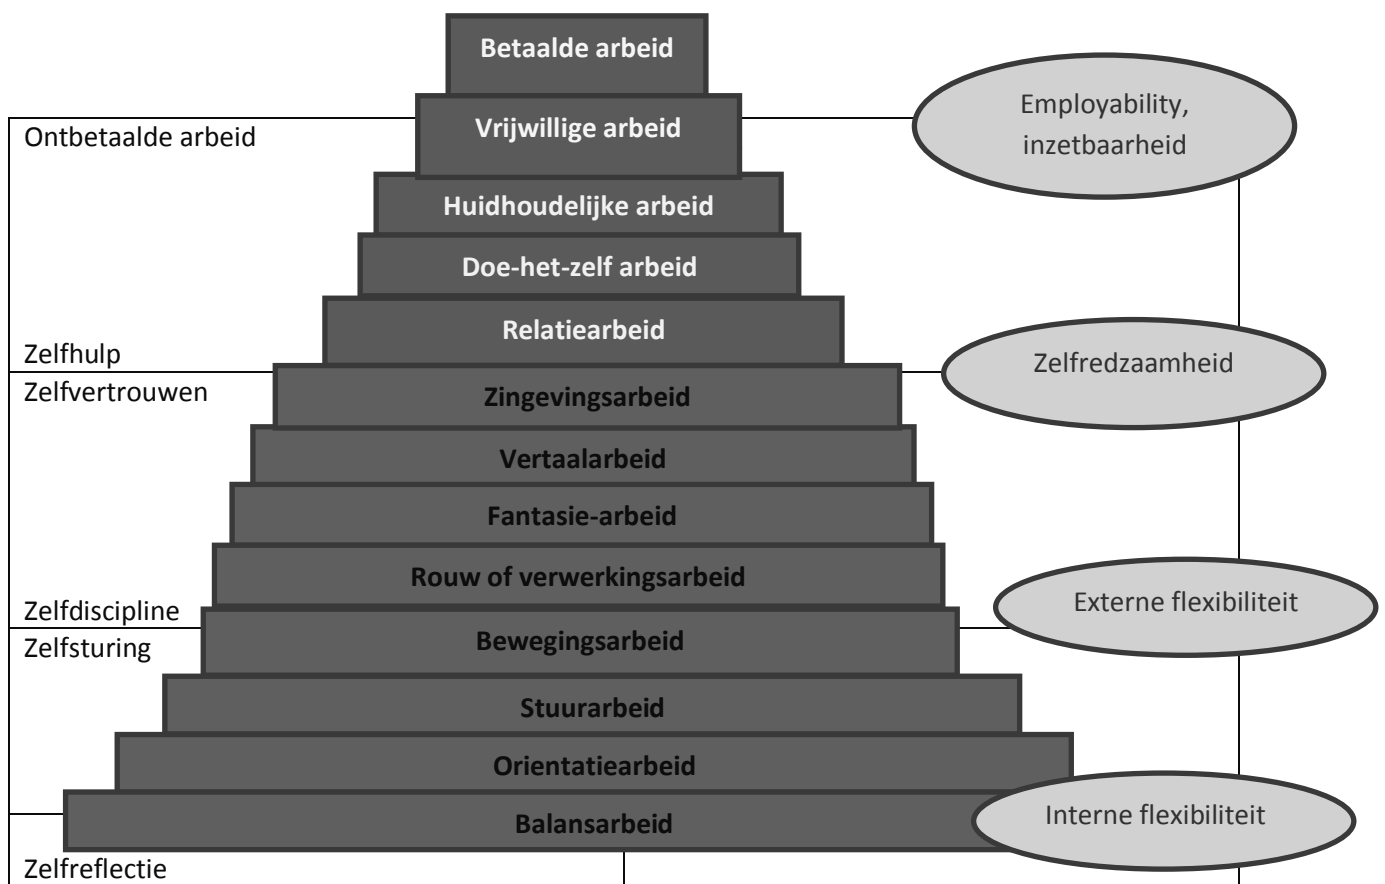 Betaalde arbeid
Employability,
inzetbaarheid
Vrijwillige arbeid
Ontbetaalde arbeid
Huidhoudelijke arbeid
Doe-het-zelf arbeid
Relatiearbeid
Zelfhulp
Zelfredzaamheid
Zelfvertrouwen
Zingevingsarbeid
Vertaalarbeid
Fantasie-arbeid
Rouw of verwerkingsarbeid
Zelfdiscipline
Externe flexibiliteit
Zelfsturing
Bewegingsarbeid
Stuurarbeid
Orientatiearbeid
Balansarbeid
Interne flexibiliteit
Zelfreflectie